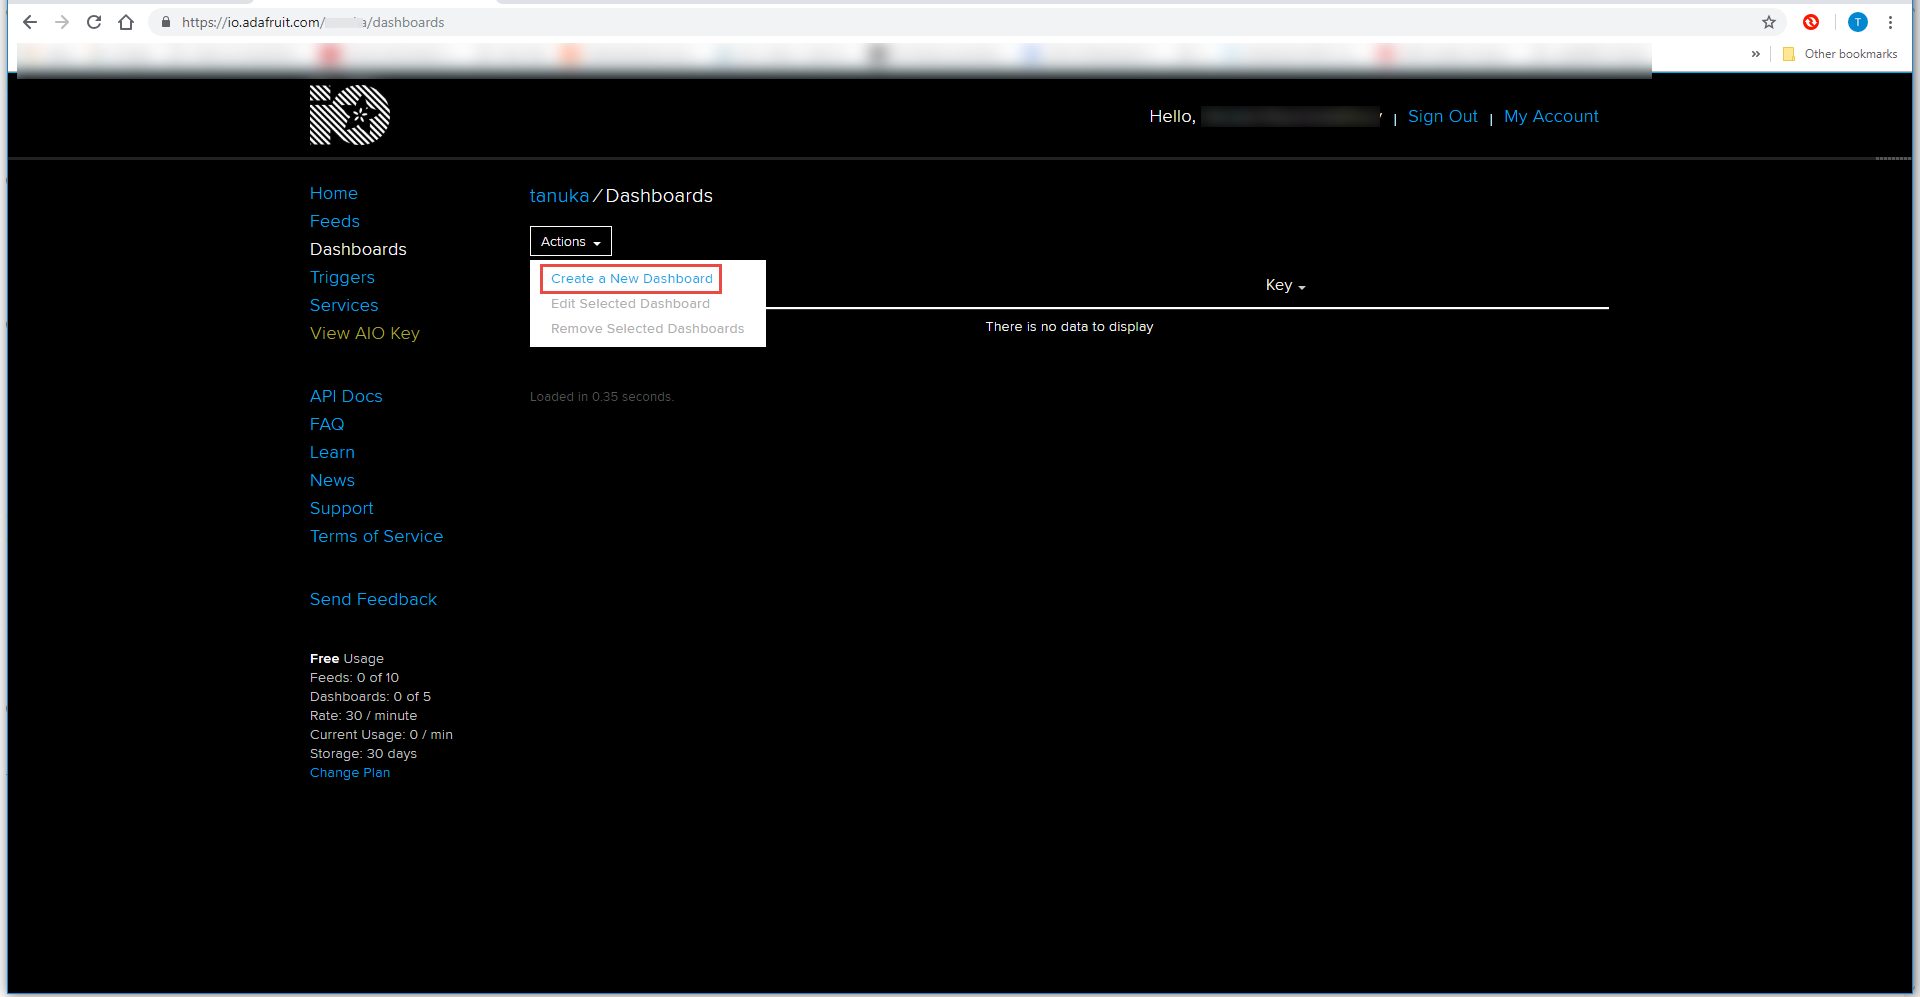 https://io.adafruit.com/ a/dashboards
T
» Other bookmarks
iO
Hello, | Sign Out | My Account
Home
Feeds
Dashboards
Triggers
Services
View AIO Key
API Docs
FAQ
Learn
News
Support
Terms of Service
Send Feedback
Free Usage
Feeds: 0 of 10
Dashboards: 0 of 5
Rate: 30 / minute
Current Usage: 0 / min
Storage: 30 days
Change Plan
tanuka / Dashboards
Actions
Create a New Dashboard
Edit Selected Dashboard
Remove Selected Dashboards
Key
There is no data to display
Loaded in 0.35 seconds.